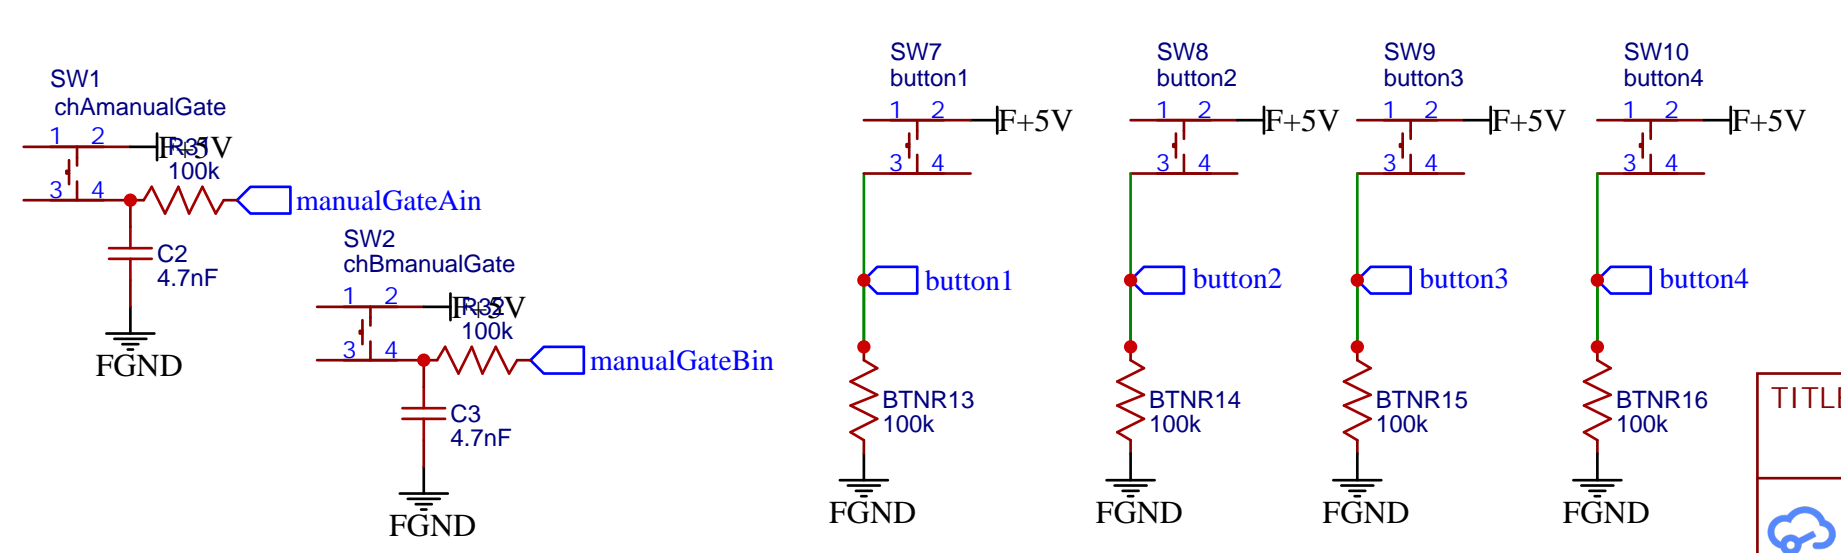 SW1
chAmanualGate
1 2
F+5V
R31
100k
3 4
manualGateAin
C2
4.7nF
FGND
SW2
chBmanualGate
1 2
F+5V
R32
100k
3 4
manualGateBin
C3
4.7nF
FGND
SW7
button1
1 2
F+5V
3 4
button1
BTNR13
100k
FGND
SW8
button2
1 2
F+5V
3 4
button2
BTNR14
100k
FGND
SW9
button3
1 2
F+5V
3 4
button3
BTNR15
100k
FGND
SW10
button4
1 2
F+5V
3 4
button4
BTNR16
100k
FGND
TITLE